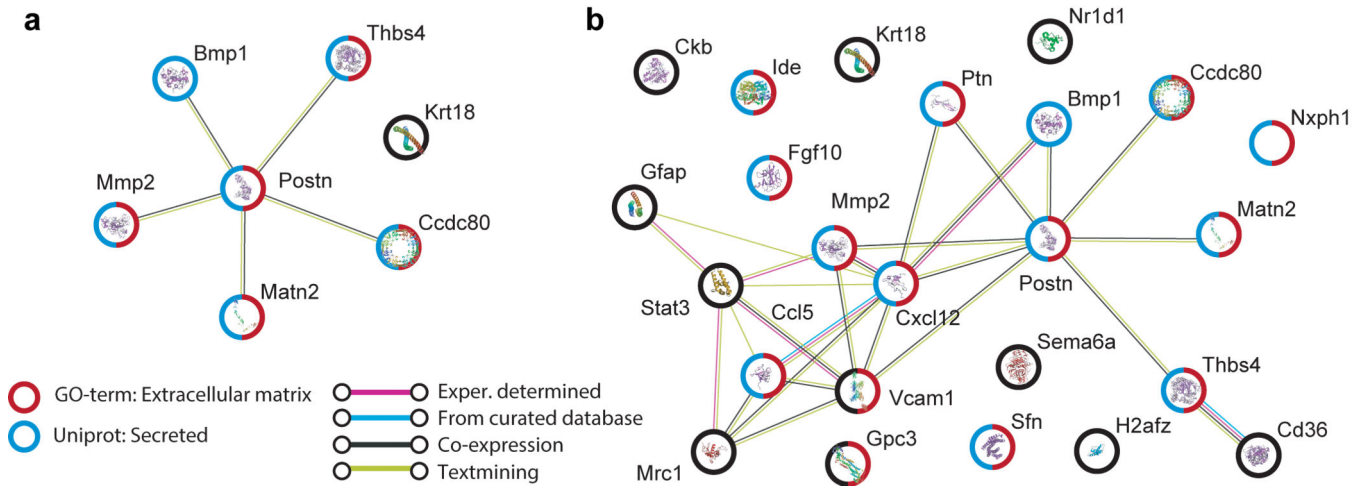 a
Bmp1
Thbs4
Krt18
Mmp2
Postn
Ccdc80
Matn2
GO-term: Extracellular matrix
Uniprot: Secreted
Exper. determined
From curated database
Co-expression
Textmining
b
Ckb
Ide
Krt18
Nr1d1
Ptn
Bmp1
Ccdc80
Nxph1
Fgf10
Gfap
Mmp2
Matn2
Postn
Stat3
Ccl5
Cxcl12
Sema6a
Thbs4
Vcam1
Mrc1
Gpc3
Sfn
H2afz
Cd36